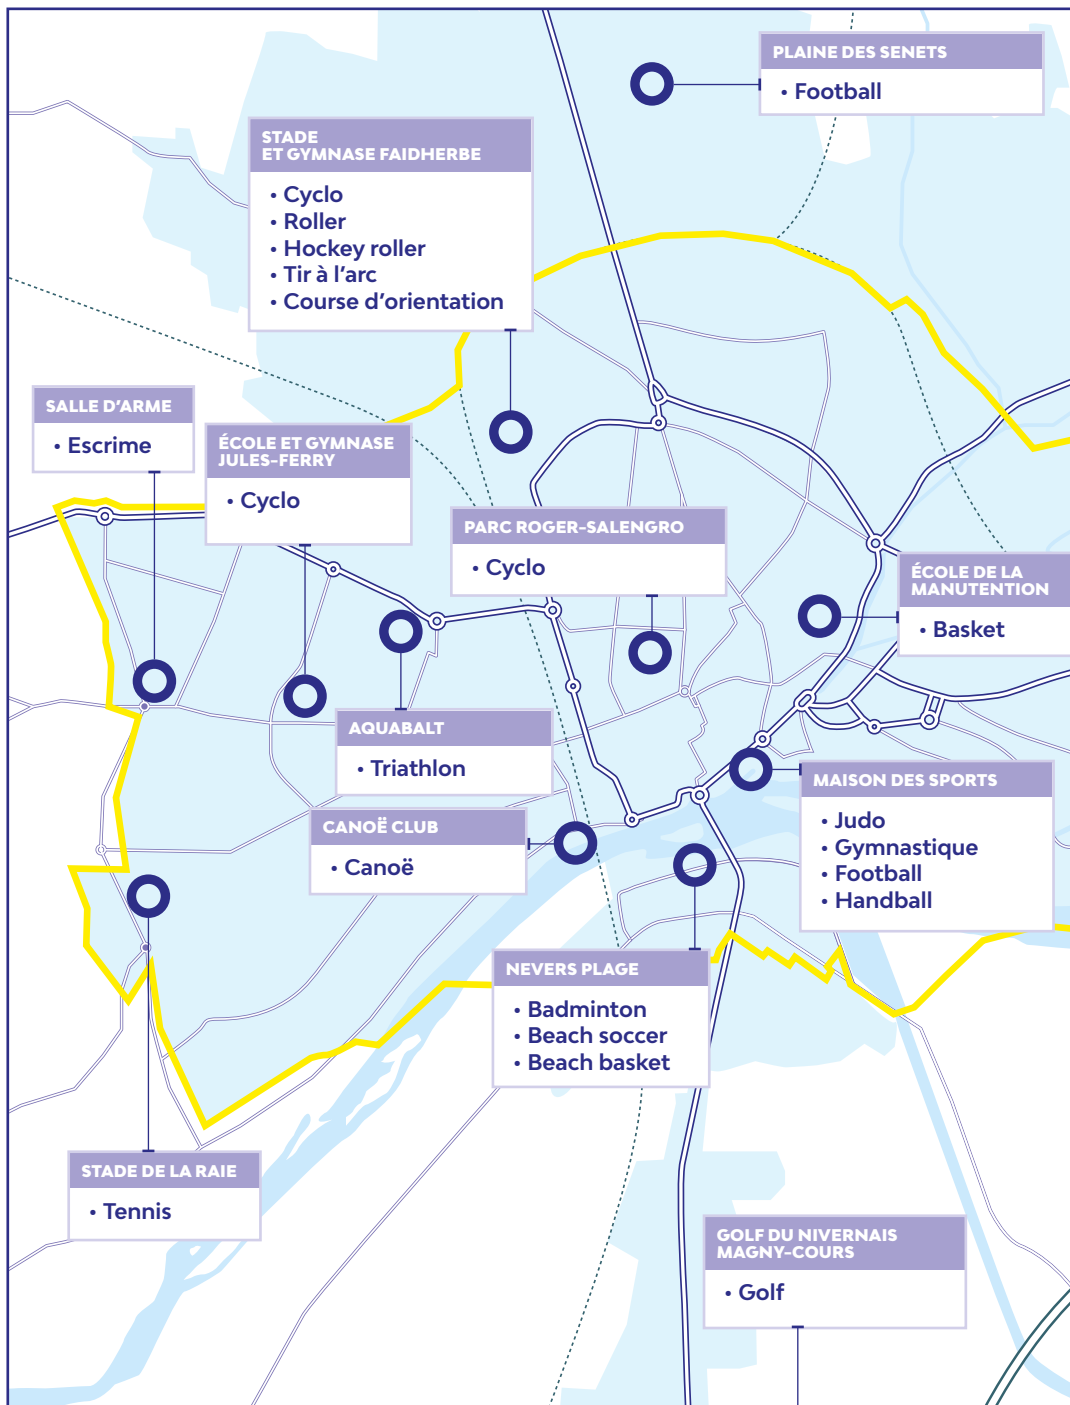 PLAINE DES SENETS
• Football
STADE
ET GYMNASE FAIDHERBE
• Cyclo
• Roller
• Hockey roller
• Tir à l'arc
• Course d'orientation
SALLE D'ARME
• Escrime
ÉCOLE ET GYMNASE
JULES-FERRY
• Cyclo
PARC ROGER-SALENGRO
• Cyclo
ÉCOLE DE LA
MANUTENTION
• Basket
AQUABALT
• Triathlon
CANOË CLUB
• Canoë
MAISON DES SPORTS
• Judo
• Gymnastique
• Football
• Handball
NEVERS PLAGE
• Badminton
• Beach soccer
• Beach basket
STADE DE LA RAIE
• Tennis
GOLF DU NIVERNAIS
MAGNY-COURS
• Golf